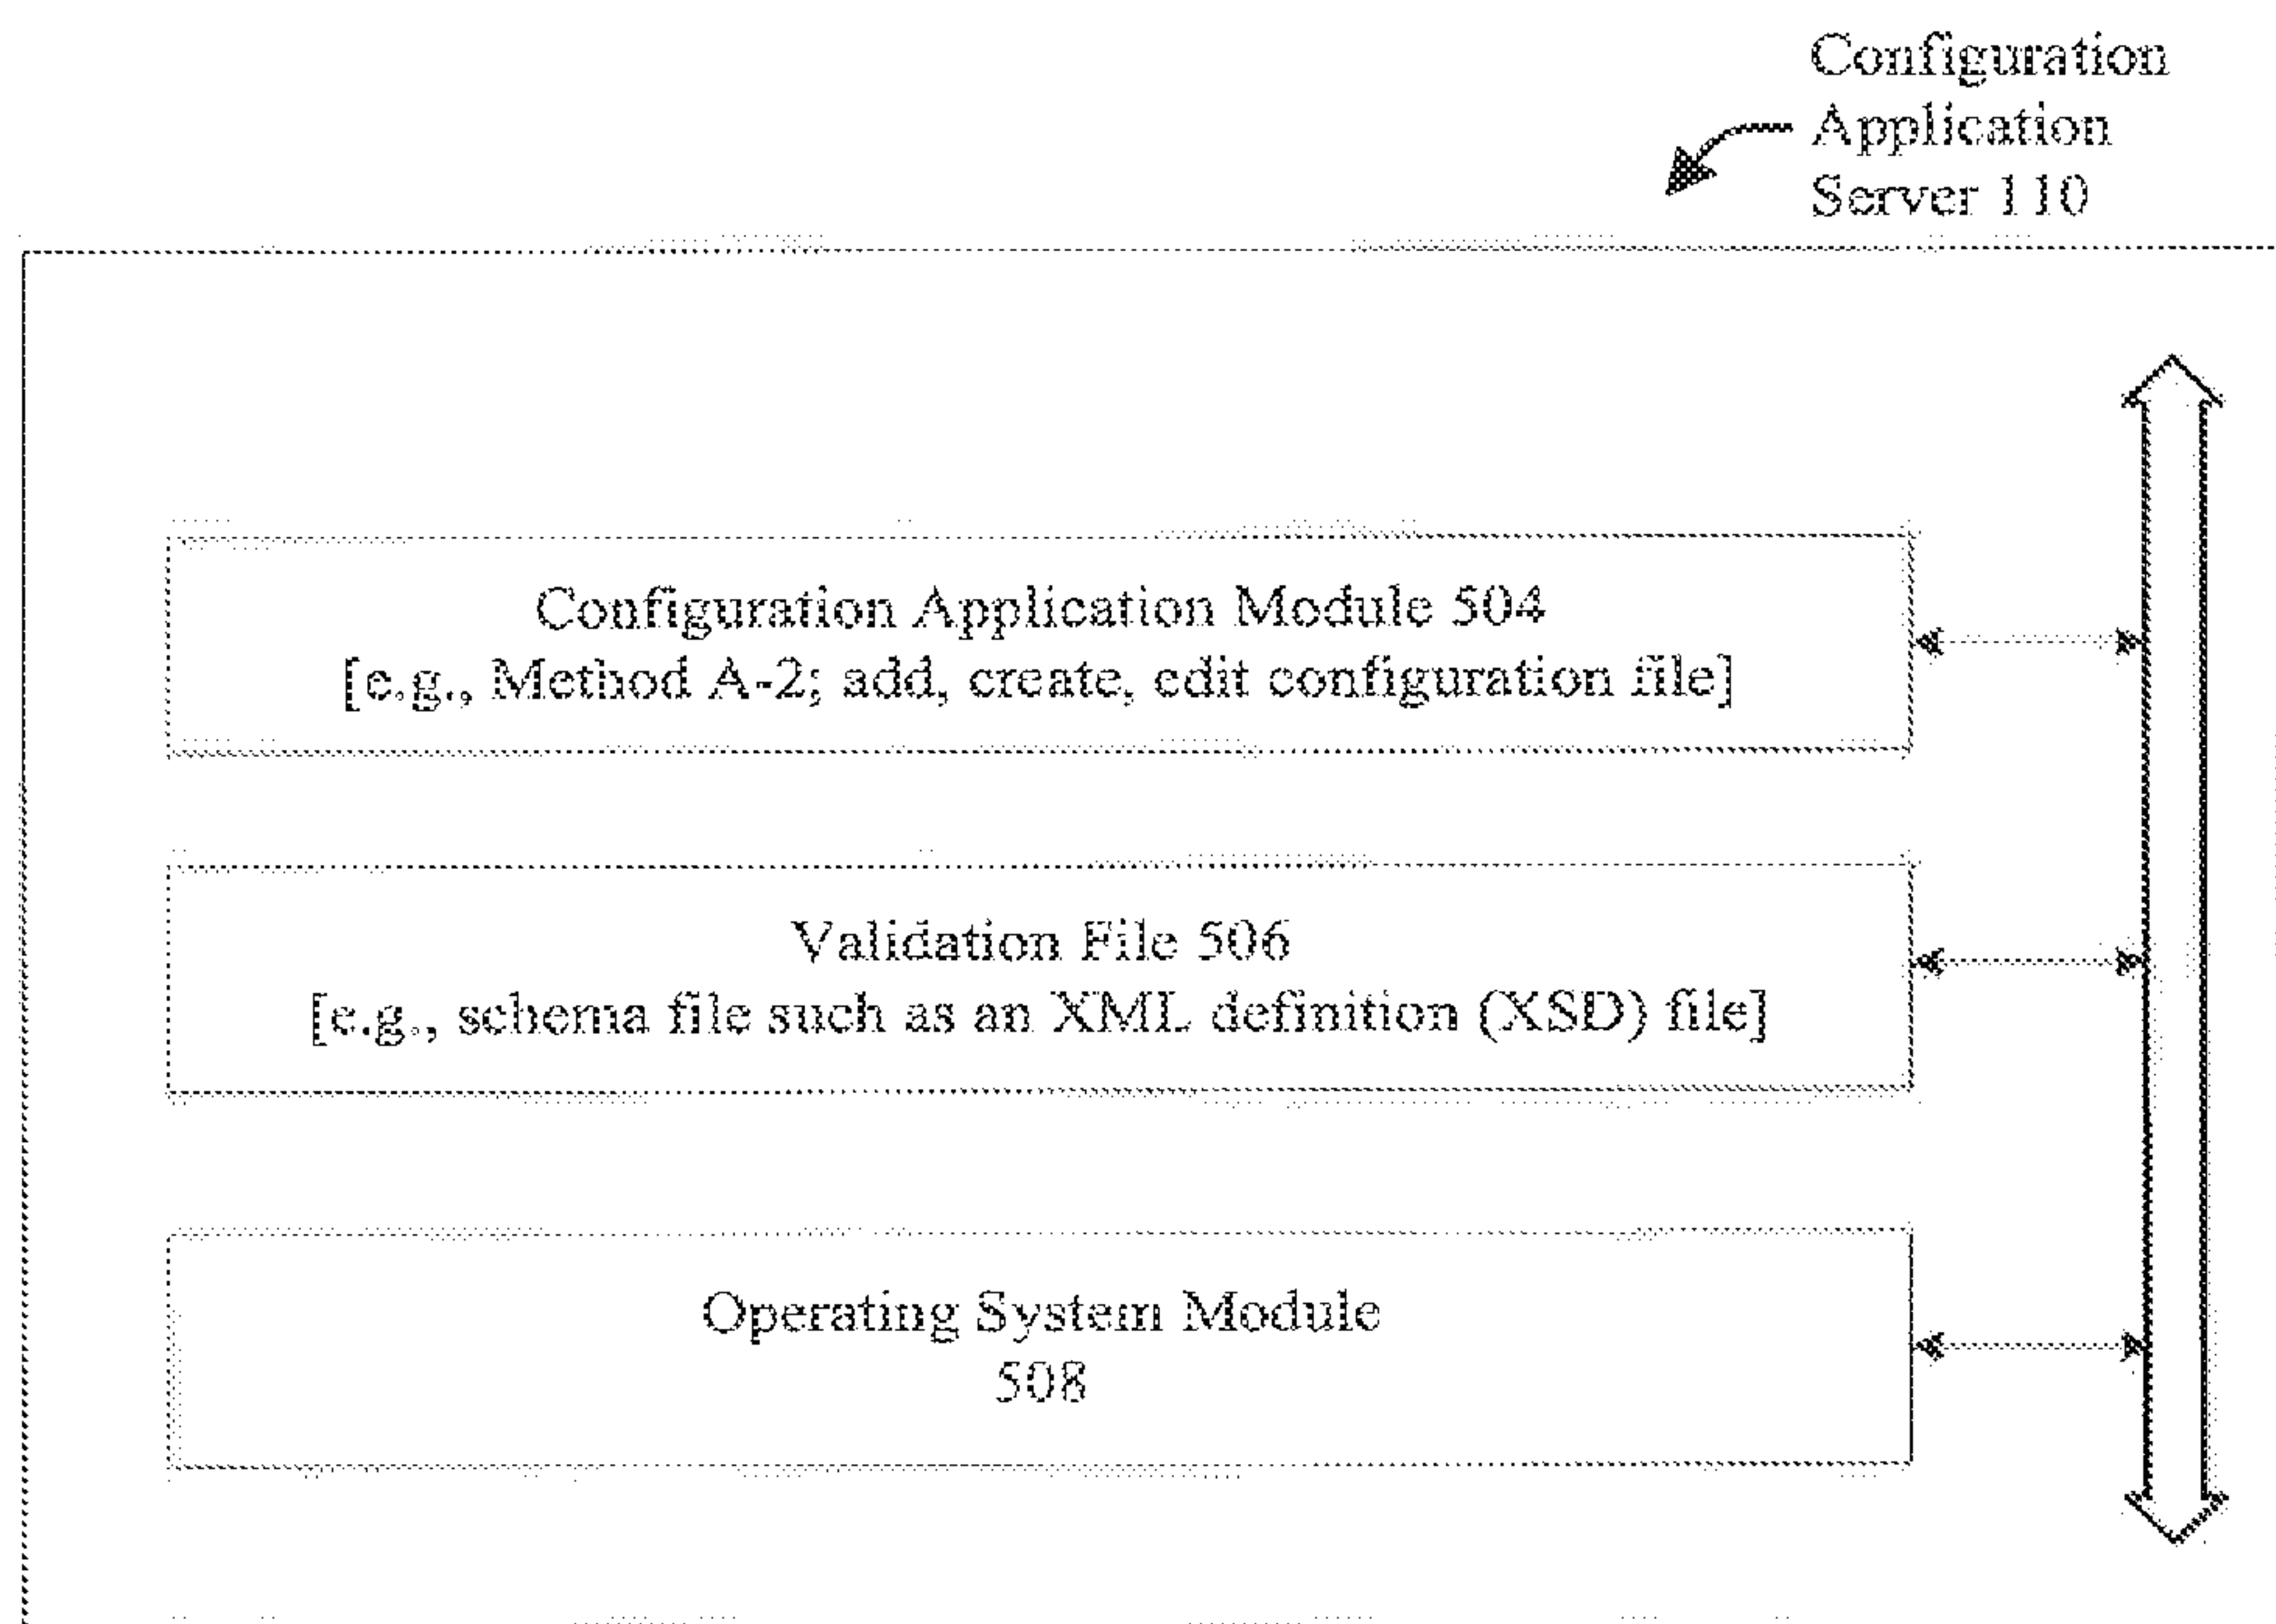 Configuration
Application
Server 110
Configuration Application Module 504
[e.g., Method A-2; add, create, edit configuration file]
Validation File 506
[e.g., schema file such as an XML definition (XSD) file]
Operating System Module
508